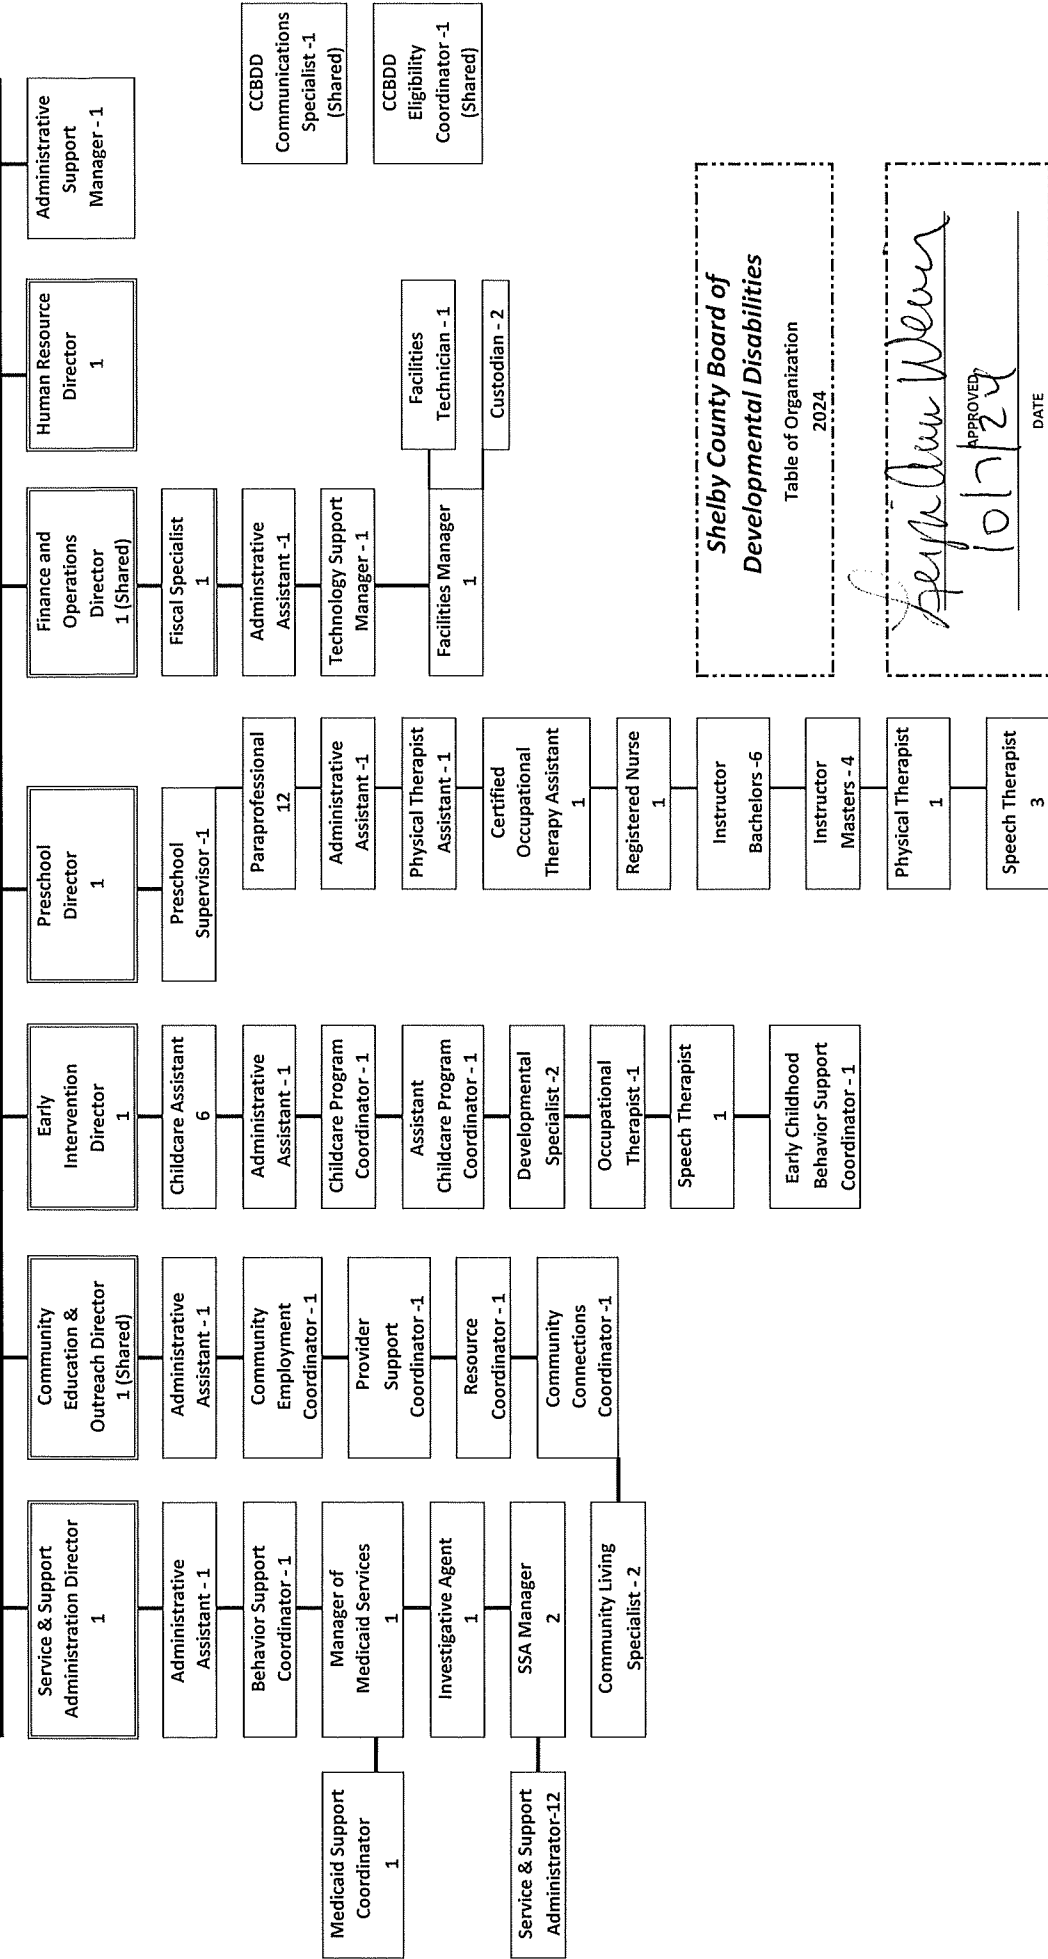 Service & Support
Administration Director
1
Administrative
Assistant - 1
Behavior Support
Coordinator - 1
Manager of
Medicaid Services
1
Medicaid Support
Coordinator
1
Investigative Agent
1
SSA Manager
2
Service & Support
Administrator-12
Community Living
Specialist - 2
Community
Education &
Outreach Director
1 (Shared)
Administrative
Assistant - 1
Community
Employment
Coordinator - 1
Provider
Support
Coordinator -1
Resource
Coordinator - 1
Community
Connections
Coordinator -1
Early
Intervention
Director
1
Childcare Assistant
6
Administrative
Assistant - 1
Childcare Program
Coordinator - 1
Assistant
Childcare Program
Coordinator - 1
Developmental
Specialist -2
Occupational
Therapist -1
Speech Therapist
1
Early Childhood
Behavior Support
Coordinator - 1
Preschool
Director
1
Preschool
Supervisor -1
Paraprofessional
12
Administrative
Assistant -1
Physical Therapist
Assistant - 1
Certified
Occupational
Therapy Assistant
1
Registered Nurse
1
Instructor
Bachelors -6
Instructor
Masters - 4
Physical Therapist
1
Speech Therapist
3
Finance and
Operations
Director
1 (Shared)
Fiscal Specialist
1
Adminstrative
Assistant -1
Technology Support
Manager - 1
Facilities Manager
1
Facilities
Technician - 1
Custodian - 2
Human Resource
Director
1
Administrative
Support
Manager - 1
CCBDD
Communications
Specialist -1
(Shared)
CCBDD
Eligibility
Coordinator -1
(Shared)
Shelby County Board of
Developmental Disabilities
Table of Organization
2024
APPROVED
10/7/24
DATE